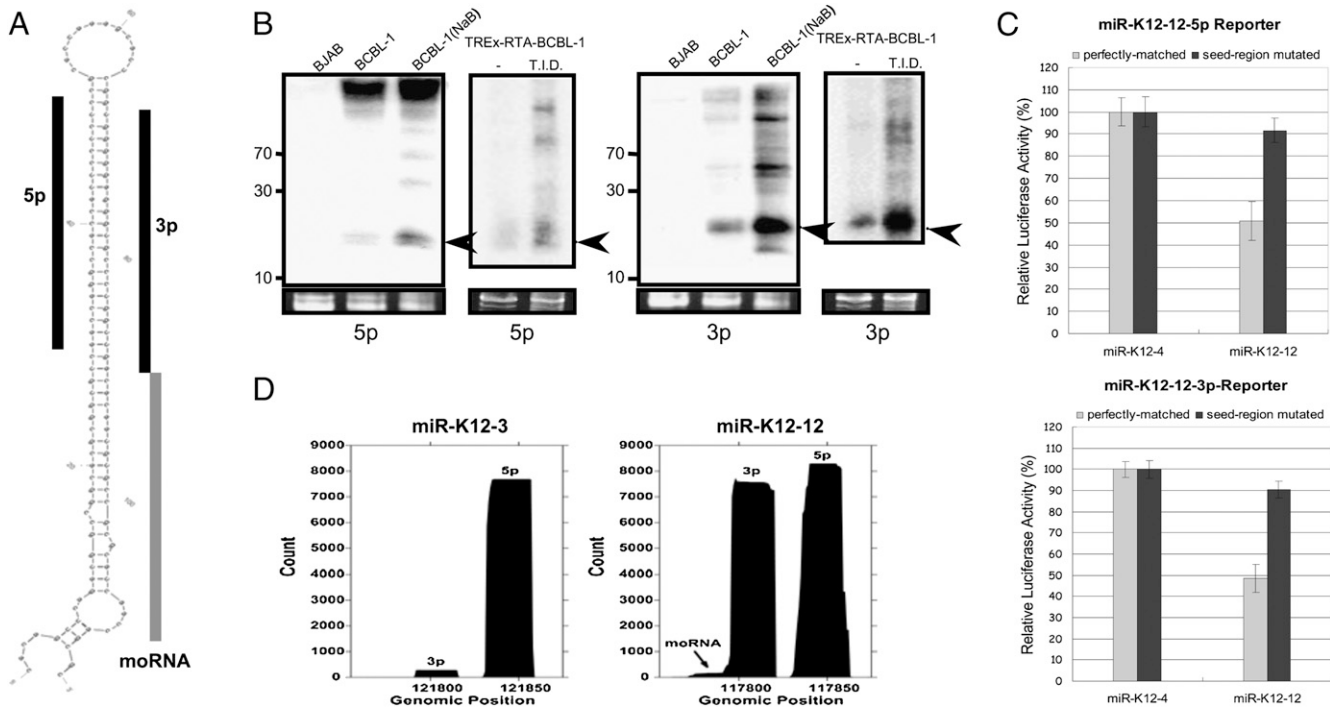 A
5p
3p
moRNA
B
BJAB
BCBL-1
BCBL-1(NaB)
TREx-RTA-BCBL-1
- T.I.D.
70
30
10
5p
5p
BJAB
BCBL-1
BCBL-1(NaB)
TREx-RTA-BCBL-1
- T.I.D.
70
30
10
3p
3p
C
miR-K12-12-5p Reporter
perfectly-matched seed-region mutated
Relative Luciferase Activity (%)
120
110
100
90
80
70
60
50
40
30
20
10
0
miR-K12-4 miR-K12-12
miR-K12-12-3p-Reporter
perfectly-matched seed-region mutated
Relative Luciferase Activity (%)
120
110
100
90
80
70
60
50
40
30
20
10
0
miR-K12-4 miR-K12-12
D
miR-K12-3
Count
9000
8000
7000
6000
5000
4000
3000
2000
1000
0
3p
5p
121800 121850
Genomic Position
miR-K12-12
Count
9000
8000
7000
6000
5000
4000
3000
2000
1000
0
moRNA
3p
5p
117800 117850
Genomic Position